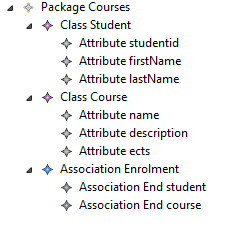 Package Courses
Class Student
Attribute studentid
Attribute firstName
Attribute lastName
Class Course
Attribute name
Attribute description
Attribute ects
Association Enrolment
Association End student
Association End course